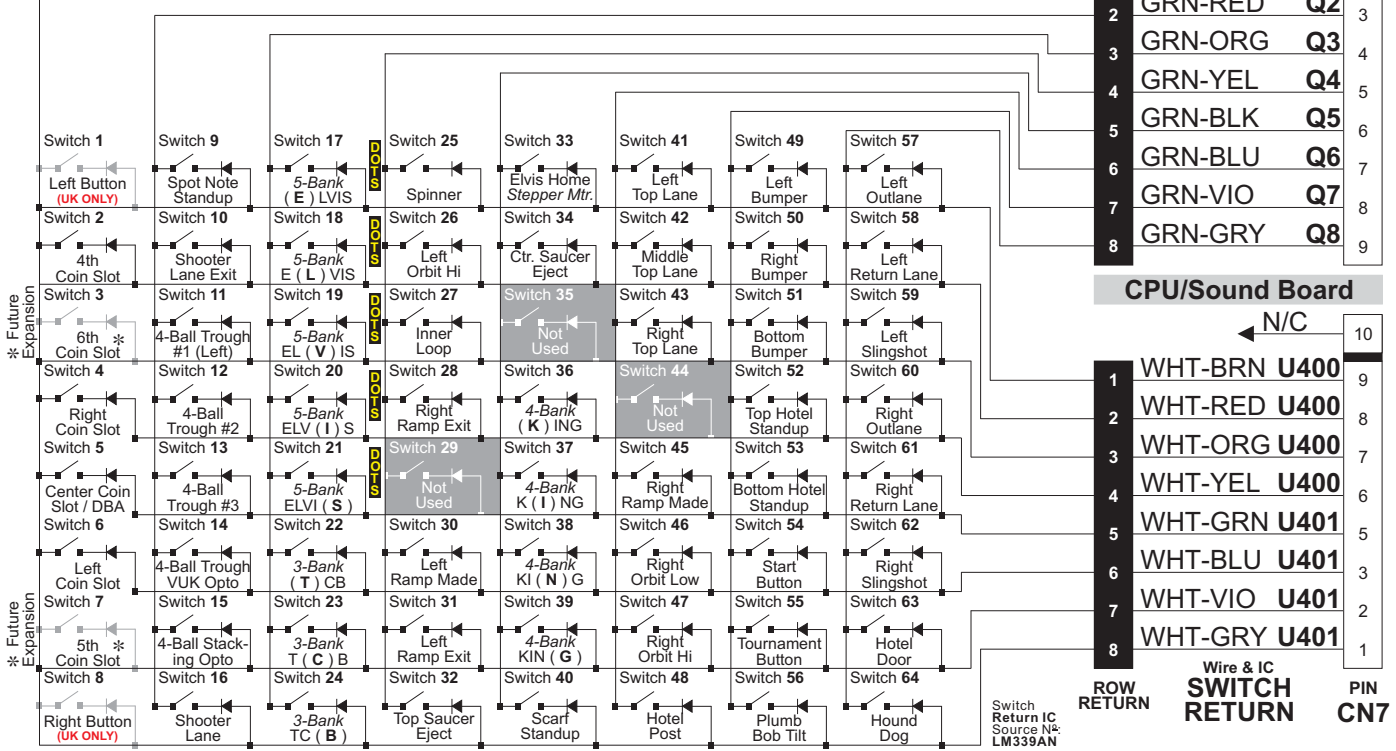 2 GRN-RED Q2 3
3 GRN-ORG Q3 4
4 GRN-YEL Q4 5
5 GRN-BLK Q5 6
6 GRN-BLU Q6 7
7 GRN-VIO Q7 8
8 GRN-GRY Q8 9
CPU/Sound Board
N/C 10
1 WHT-BRN U400 9
2 WHT-RED U400 8
3 WHT-ORG U400 7
4 WHT-YEL U400 6
5 WHT-GRN U401 5
6 WHT-BLU U401 3
7 WHT-VIO U401 2
8 WHT-GRY U401 1
ROW
RETURN
Wire & IC
SWITCH
RETURN
PIN
CN7
Switch
Return IC
Source Nº:
LM339AN
Switch 1
Left Button
(UK ONLY)
Switch 2
4th
Coin Slot
Switch 3
6th *
Coin Slot
* Future
Expansion
Switch 4
Right
Coin Slot
Switch 5
Center Coin
Slot / DBA
Switch 6
Left
Coin Slot
Switch 7
5th *
Coin Slot
* Future
Expansion
Switch 8
Right Button
(UK ONLY)
Switch 9
Spot Note
Standup
Switch 10
Shooter
Lane Exit
Switch 11
4-Ball Trough
#1 (Left)
Switch 12
4-Ball
Trough #2
Switch 13
4-Ball
Trough #3
Switch 14
4-Ball Trough
VUK Opto
Switch 15
4-Ball Stack-
ing Opto
Switch 16
Shooter
Lane
Switch 17
5-Bank
( E ) LVIS
DOTS
Switch 18
5-Bank
E ( L ) VIS
DOTS
Switch 19
5-Bank
EL ( V ) IS
DOTS
Switch 20
5-Bank
ELV ( I ) S
DOTS
Switch 21
5-Bank
ELVI ( S )
DOTS
Switch 22
3-Bank
( T ) CB
Switch 23
3-Bank
T ( C ) B
Switch 24
3-Bank
TC ( B )
Switch 25
Spinner
Switch 26
Left
Orbit Hi
Switch 27
Inner
Loop
Switch 28
Right
Ramp Exit
Switch 29
Not
Used
Switch 30
Left
Ramp Made
Switch 31
Left
Ramp Exit
Switch 32
Top Saucer
Eject
Switch 33
Elvis Home
Stepper Mtr.
Switch 34
Ctr. Saucer
Eject
Switch 35
Not
Used
Switch 36
4-Bank
( K ) ING
Switch 37
4-Bank
K ( I ) NG
Switch 38
4-Bank
KI ( N ) G
Switch 39
4-Bank
KIN ( G )
Switch 40
Scarf
Standup
Switch 41
Left
Top Lane
Switch 42
Middle
Top Lane
Switch 43
Right
Top Lane
Switch 44
Not
Used
Switch 45
Right
Ramp Made
Switch 46
Right
Orbit Low
Switch 47
Right
Orbit Hi
Switch 48
Hotel
Post
Switch 49
Left
Bumper
Switch 50
Right
Bumper
Switch 51
Bottom
Bumper
Switch 52
Top Hotel
Standup
Switch 53
Bottom Hotel
Standup
Switch 54
Start
Button
Switch 55
Tournament
Button
Switch 56
Plumb
Bob Tilt
Switch 57
Left
Outlane
Switch 58
Left
Return Lane
Switch 59
Left
Slingshot
Switch 60
Right
Outlane
Switch 61
Right
Return Lane
Switch 62
Right
Slingshot
Switch 63
Hotel
Door
Switch 64
Hound
Dog